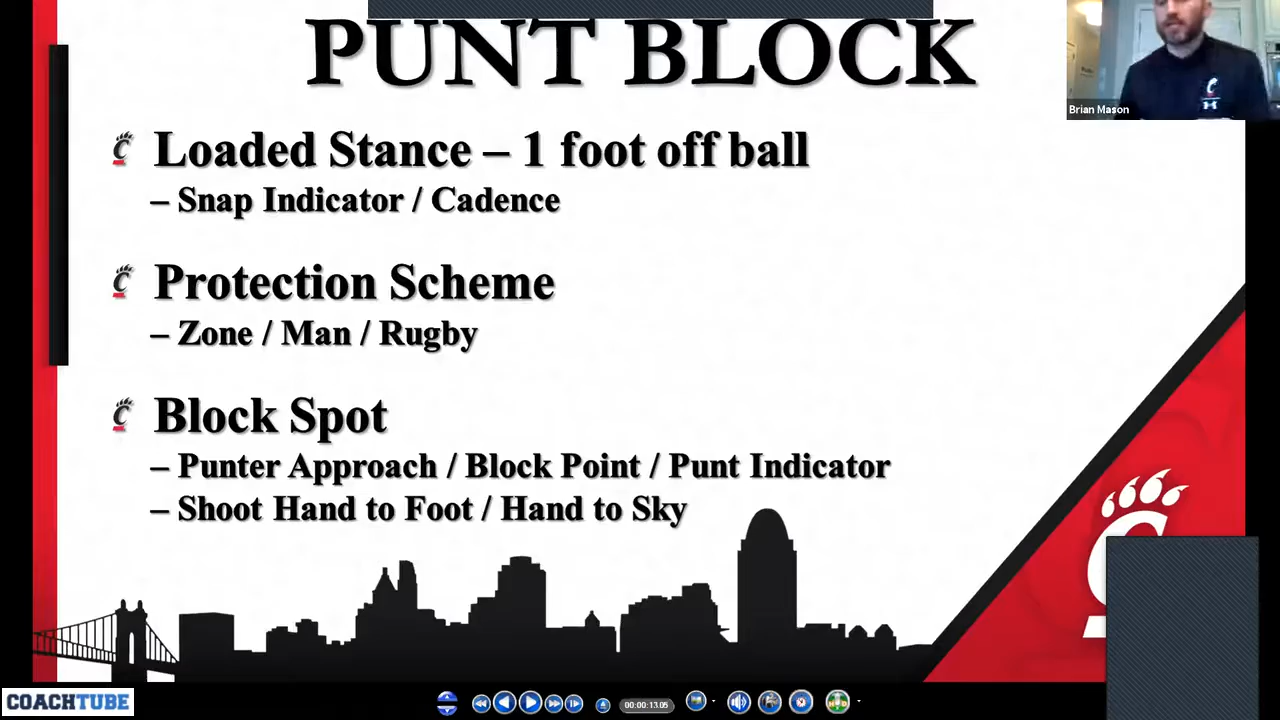 PUNT BLOCK
Brian Mason
Loaded Stance – 1 foot off ball
– Snap Indicator / Cadence
Protection Scheme
– Zone / Man / Rugby
Block Spot
– Punter Approach / Block Point / Punt Indicator
– Shoot Hand to Foot / Hand to Sky
COACHTUBE
00:00:13.05